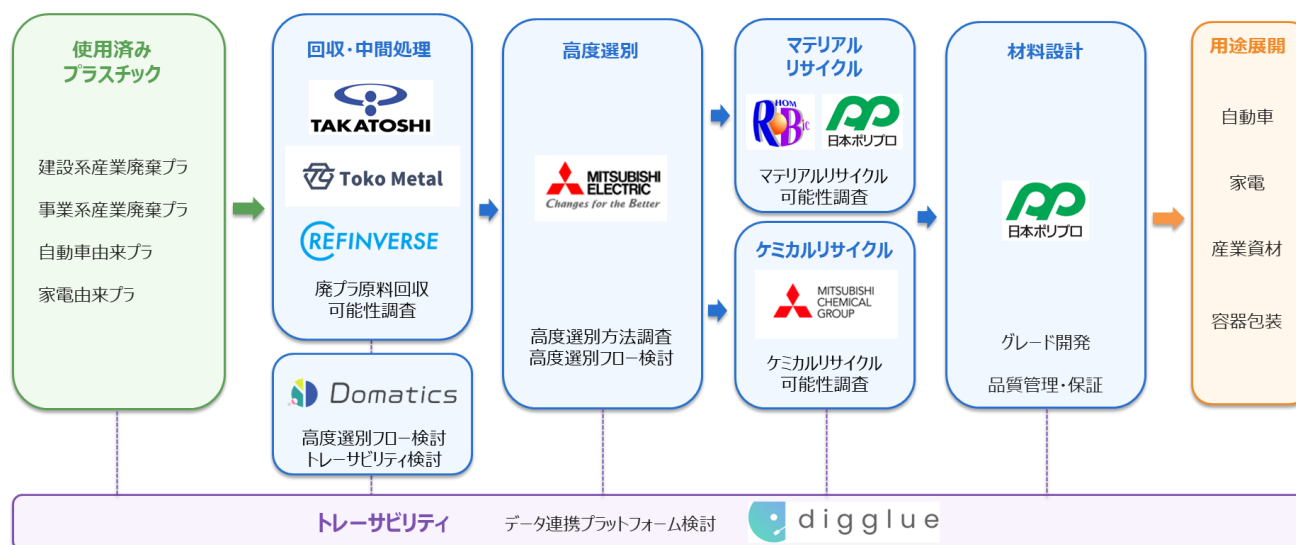 使用済み
プラスチック
建設系産業廃棄プラ
事業系産業廃棄プラ
自動車由来プラ
家電由来プラ
回収・中間処理
TAKATOSHI
Toko Metal
REFINVERSE
廃プラ原料回収
可能性調査
Domatics
高度選別フロー検討
トレーサビリティ検討
高度選別
MITSUBISHI
ELECTRIC
Changes for the Better
高度選別方法調査
高度選別フロー検討
マテリアル
リサイクル
RHOM
BiC
日本ポリプロ
マテリアルリサイクル
可能性調査
ケミカルリサイクル
MITSUBISHI
CHEMICAL
GROUP
ケミカルリサイクル
可能性調査
材料設計
日本ポリプロ
グレード開発
品質管理・保証
用途展開
自動車
家電
産業資材
容器包装
トレーサビリティ
データ連携プラットフォーム検討
digglue